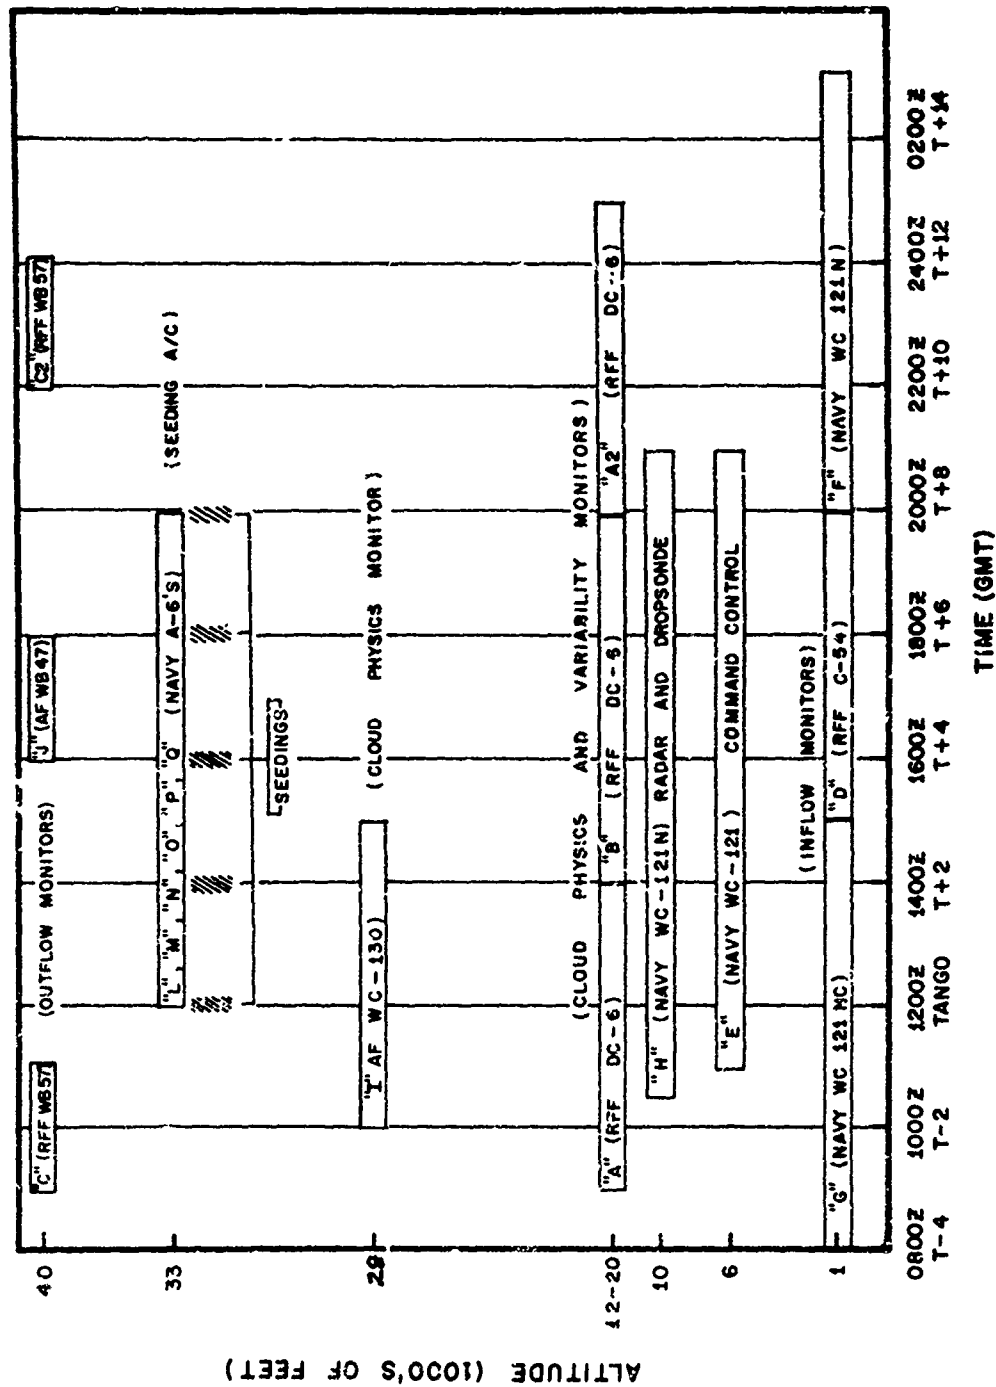 ALTITUDE (1000'S OF FEET)
40
"C" (RFF WB57)
(OUTFLOW MONITORS)
"J" (AF WB47)
"C2" (RFF WB57)
33
"L", "M", "N", "O", "P", "Q" (NAVY A-6'S)
(SEEDING A/C)
SEEDINGS
"I" AF WC-130)
(CLOUD PHYSICS MONITOR)
(CLOUD PHYSICS AND VARIABILITY MONITORS)
12-20
"A" (RFF DC-6)
"B" (RFF DC-6)
"A2" (RFF DC-6)
10
"H" (NAVY WC-121N) RADAR AND DROPSONDE
6
"E" (NAVY WC-121) COMMAND CONTROL
(INFLOW MONITORS)
1
"G" (NAVY WC 121 MC)
"D" (RFF C-54)
"F" (NAVY WC 121N)
0800Z 1000Z 1200Z 1400Z 1600Z 1800Z 2000Z 2200Z 2400Z 0200Z
T-4 T-2 TANGO T+2 T+4 T+6 T+8 T+10 T+12 T+14
TIME (GMT)